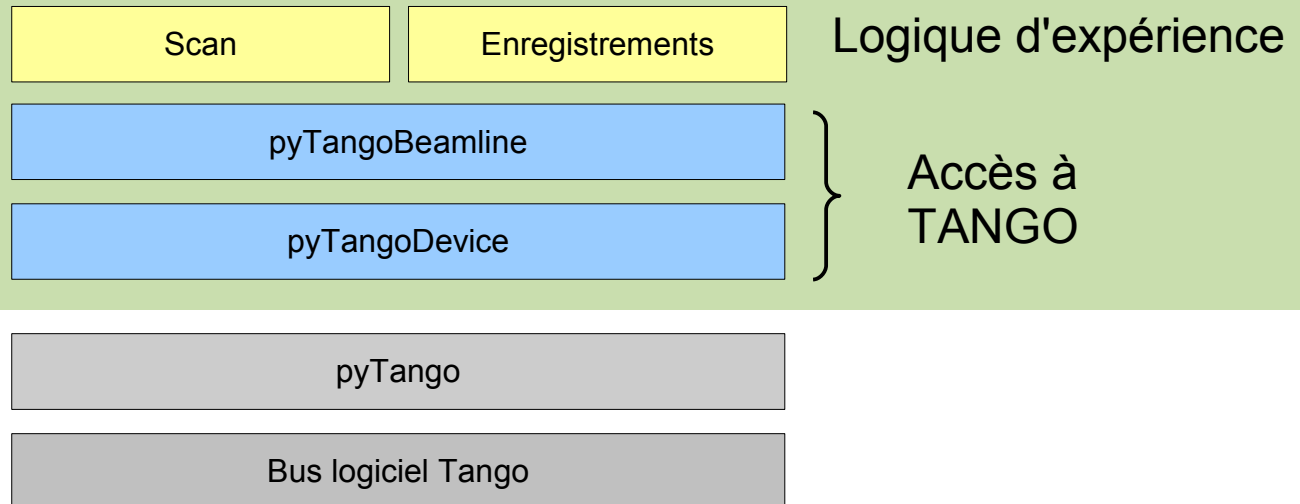 Scan
Enregistrements
Logique d'expérience
pyTangoBeamline
pyTangoDevice
Accès à
TANGO
pyTango
Bus logiciel Tango